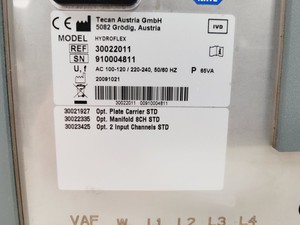 Tecan Austria GmbH
5082 Grödig, Austria
IVD
MODEL HYDROFLEX
REF 30022011
SN 910004811
U, f AC 100-120 / 220-240, 50/60 HZ P 65VA
20091021
30022011 00910004811
30021927 Opt. Plate Carrier STD
30022335 Opt. Manifold 8CH STD
30023425 Opt. 2 Input Channels STD
VAF W L1 L2 L3 L4